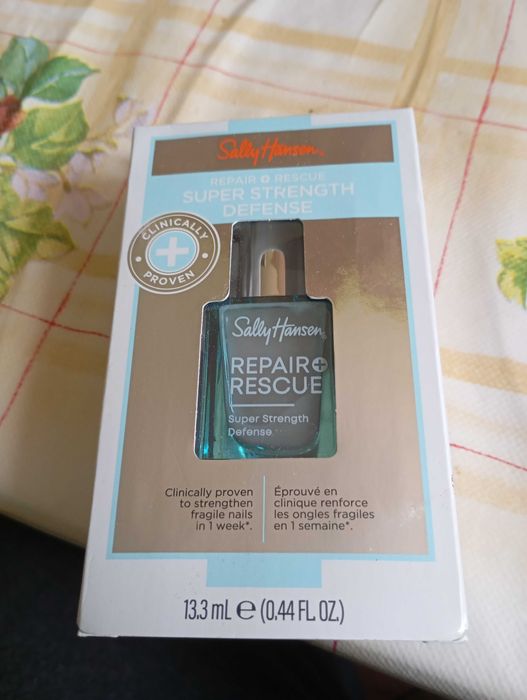 Sally Hansen®
REPAIR + RESCUE
SUPER STRENGTH
DEFENSE
CLINICALLY
+
PROVEN
Sally Hansen®
REPAIR+
RESCUE
Super Strength
Defense
Clinically proven
to strengthen
fragile nails
in 1 week*.
Éprouvé en
clinique renforce
les ongles fragiles
en 1 semaine*.
13.3 mL e (0.44 FL. OZ.)